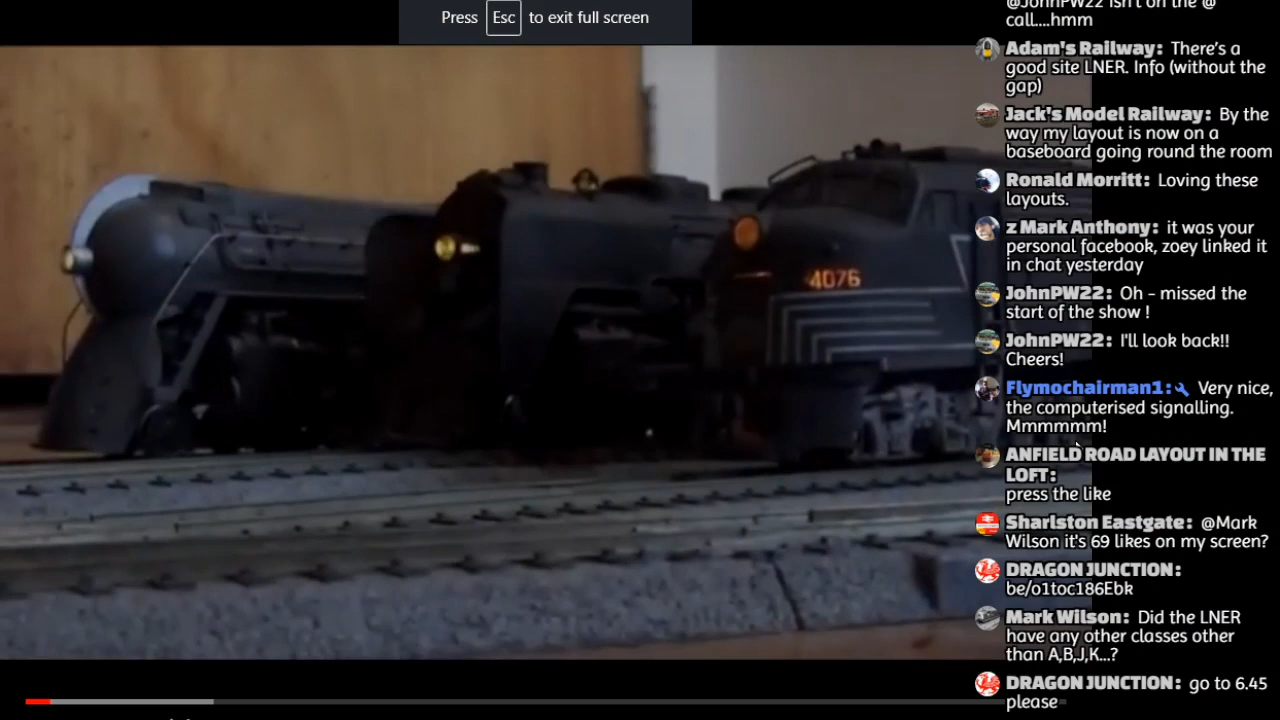 Press Esc to exit full screen
4076
@JohnPW22 isn't on the @
call....hmm
Adam's Railway: There's a
good site LNER. Info (without the
gap)
Jack's Model Railway: By the
way my layout is now on a
baseboard going round the room
Ronald Morritt: Loving these
layouts.
z Mark Anthony: it was your
personal facebook, zoey linked it
in chat yesterday
JohnPW22: Oh - missed the
start of the show !
JohnPW22: I'll look back!!
Cheers!
Flymochairman1: Very nice,
the computerised signalling.
Mmmmmm!
ANFIELD ROAD LAYOUT IN THE
LOFT:
press the like
Sharlston Eastgate: @Mark
Wilson it's 69 likes on my screen?
DRAGON JUNCTION:
be/o1toc186Ebk
Mark Wilson: Did the LNER
have any other classes other
than A,B,J,K...?
DRAGON JUNCTION: go to 6.45
please